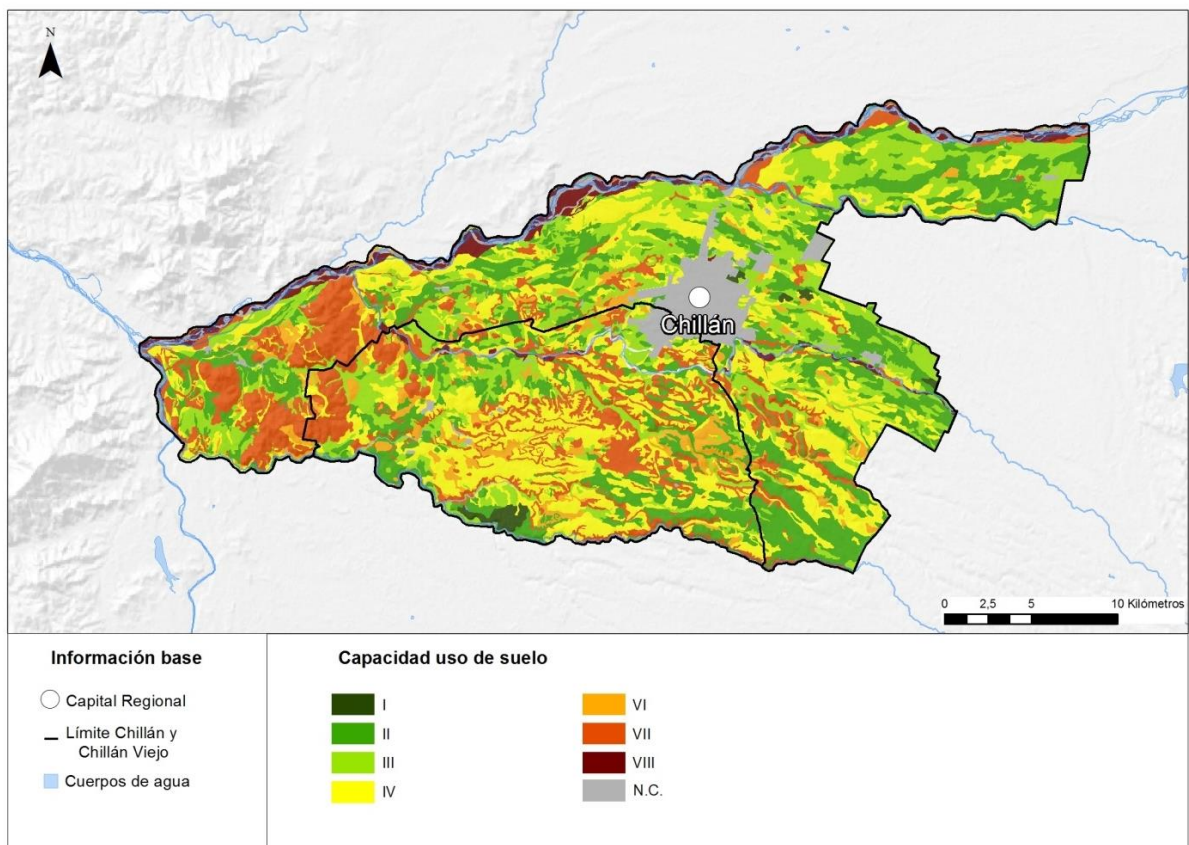 N
Chillán
0 2,5 5 10 Kilómetros
Información base
Capital Regional
Límite Chillán y
Chillán Viejo
Cuerpos de agua
Capacidad uso de suelo
I
II
III
IV
VI
VII
VIII
N.C.